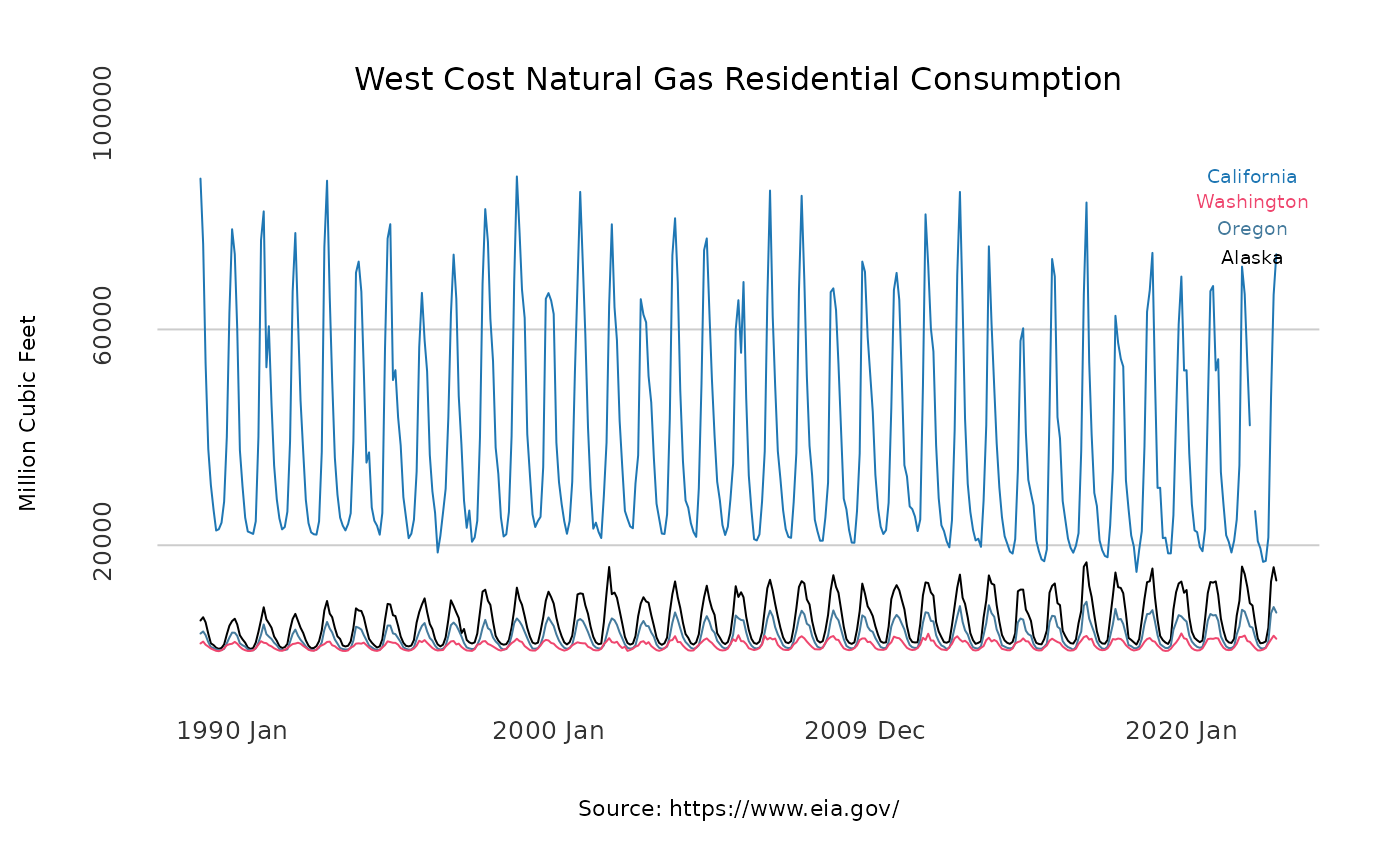 West Cost Natural Gas Residential Consumption
100000
60000
20000
Million Cubic Feet
California
Washington
Oregon
Alaska
1990 Jan
2000 Jan
2009 Dec
2020 Jan
Source: https://www.eia.gov/